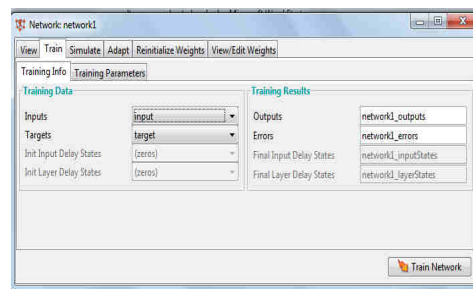 Network: network1
View Train Simulate Adapt Reinitialize Weights View/Edit Weights
Training Info Training Parameters
Training Data
Inputs input
Targets target
Init Input Delay States (zeros)
Init Layer Delay States (zeros)
Training Results
Outputs network1_outputs
Errors network1_errors
Final Input Delay States network1_inputStates
Final Layer Delay States network1_layerStates
Train Network